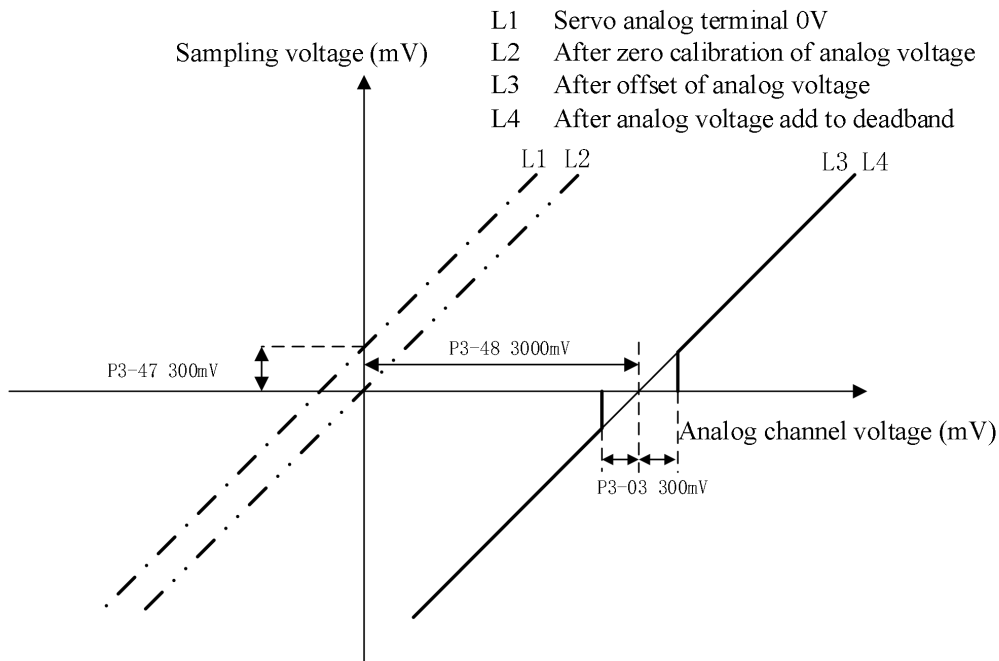 L1 Servo analog terminal 0V
Sampling voltage (mV)
L2 After zero calibration of analog voltage
L3 After offset of analog voltage
L4 After analog voltage add to deadband
L1 L2
L3 L4
P3-48 3000mV
P3-47 300mV
Analog channel voltage (mV)
P3-03 300mV